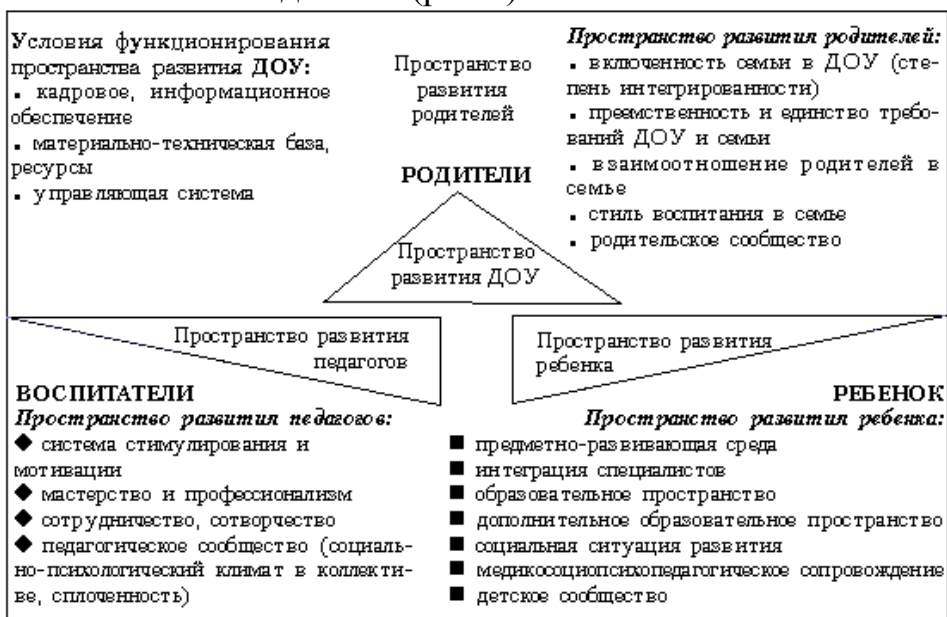 Условия функционирования
пространства развития ДОУ:
. кадровое, информационное
обеспечение
. материально-техническая база,
ресурсы
. управляющая система
Пространство
развития
родителей
РОДИТЕЛИ
Пространство развития родителей:
. включенность семьи в ДОУ (сте-
пень интегрированности)
. преемственность и единство требо-
ваний ДОУ и семьи
. взаимоотношение родителей в
семье
. стиль воспитания в семье
. родительское сообщество
Пространство
развития ДОУ
Пространство развития
педагогов
Пространство развития
ребенка
ВОСПИТАТЕЛИ
Пространство развития педагогов:
◆ система стимулирования и
мотивации
◆ мастерство и профессионализм
◆ сотрудничество, сотворчество
◆ педагогическое сообщество (социаль-
но-психологический климат в коллекти-
ве, сплоченность)
РЕБЕНОК
Пространство развития ребенка:
■ предметно-развивающая среда
■ интеграция специалистов
■ образовательное пространство
■ дополнительное образовательное пространство
■ социальная ситуация развития
■ медикосоциопсихопедагогическое сопровождение
■ детское сообщество